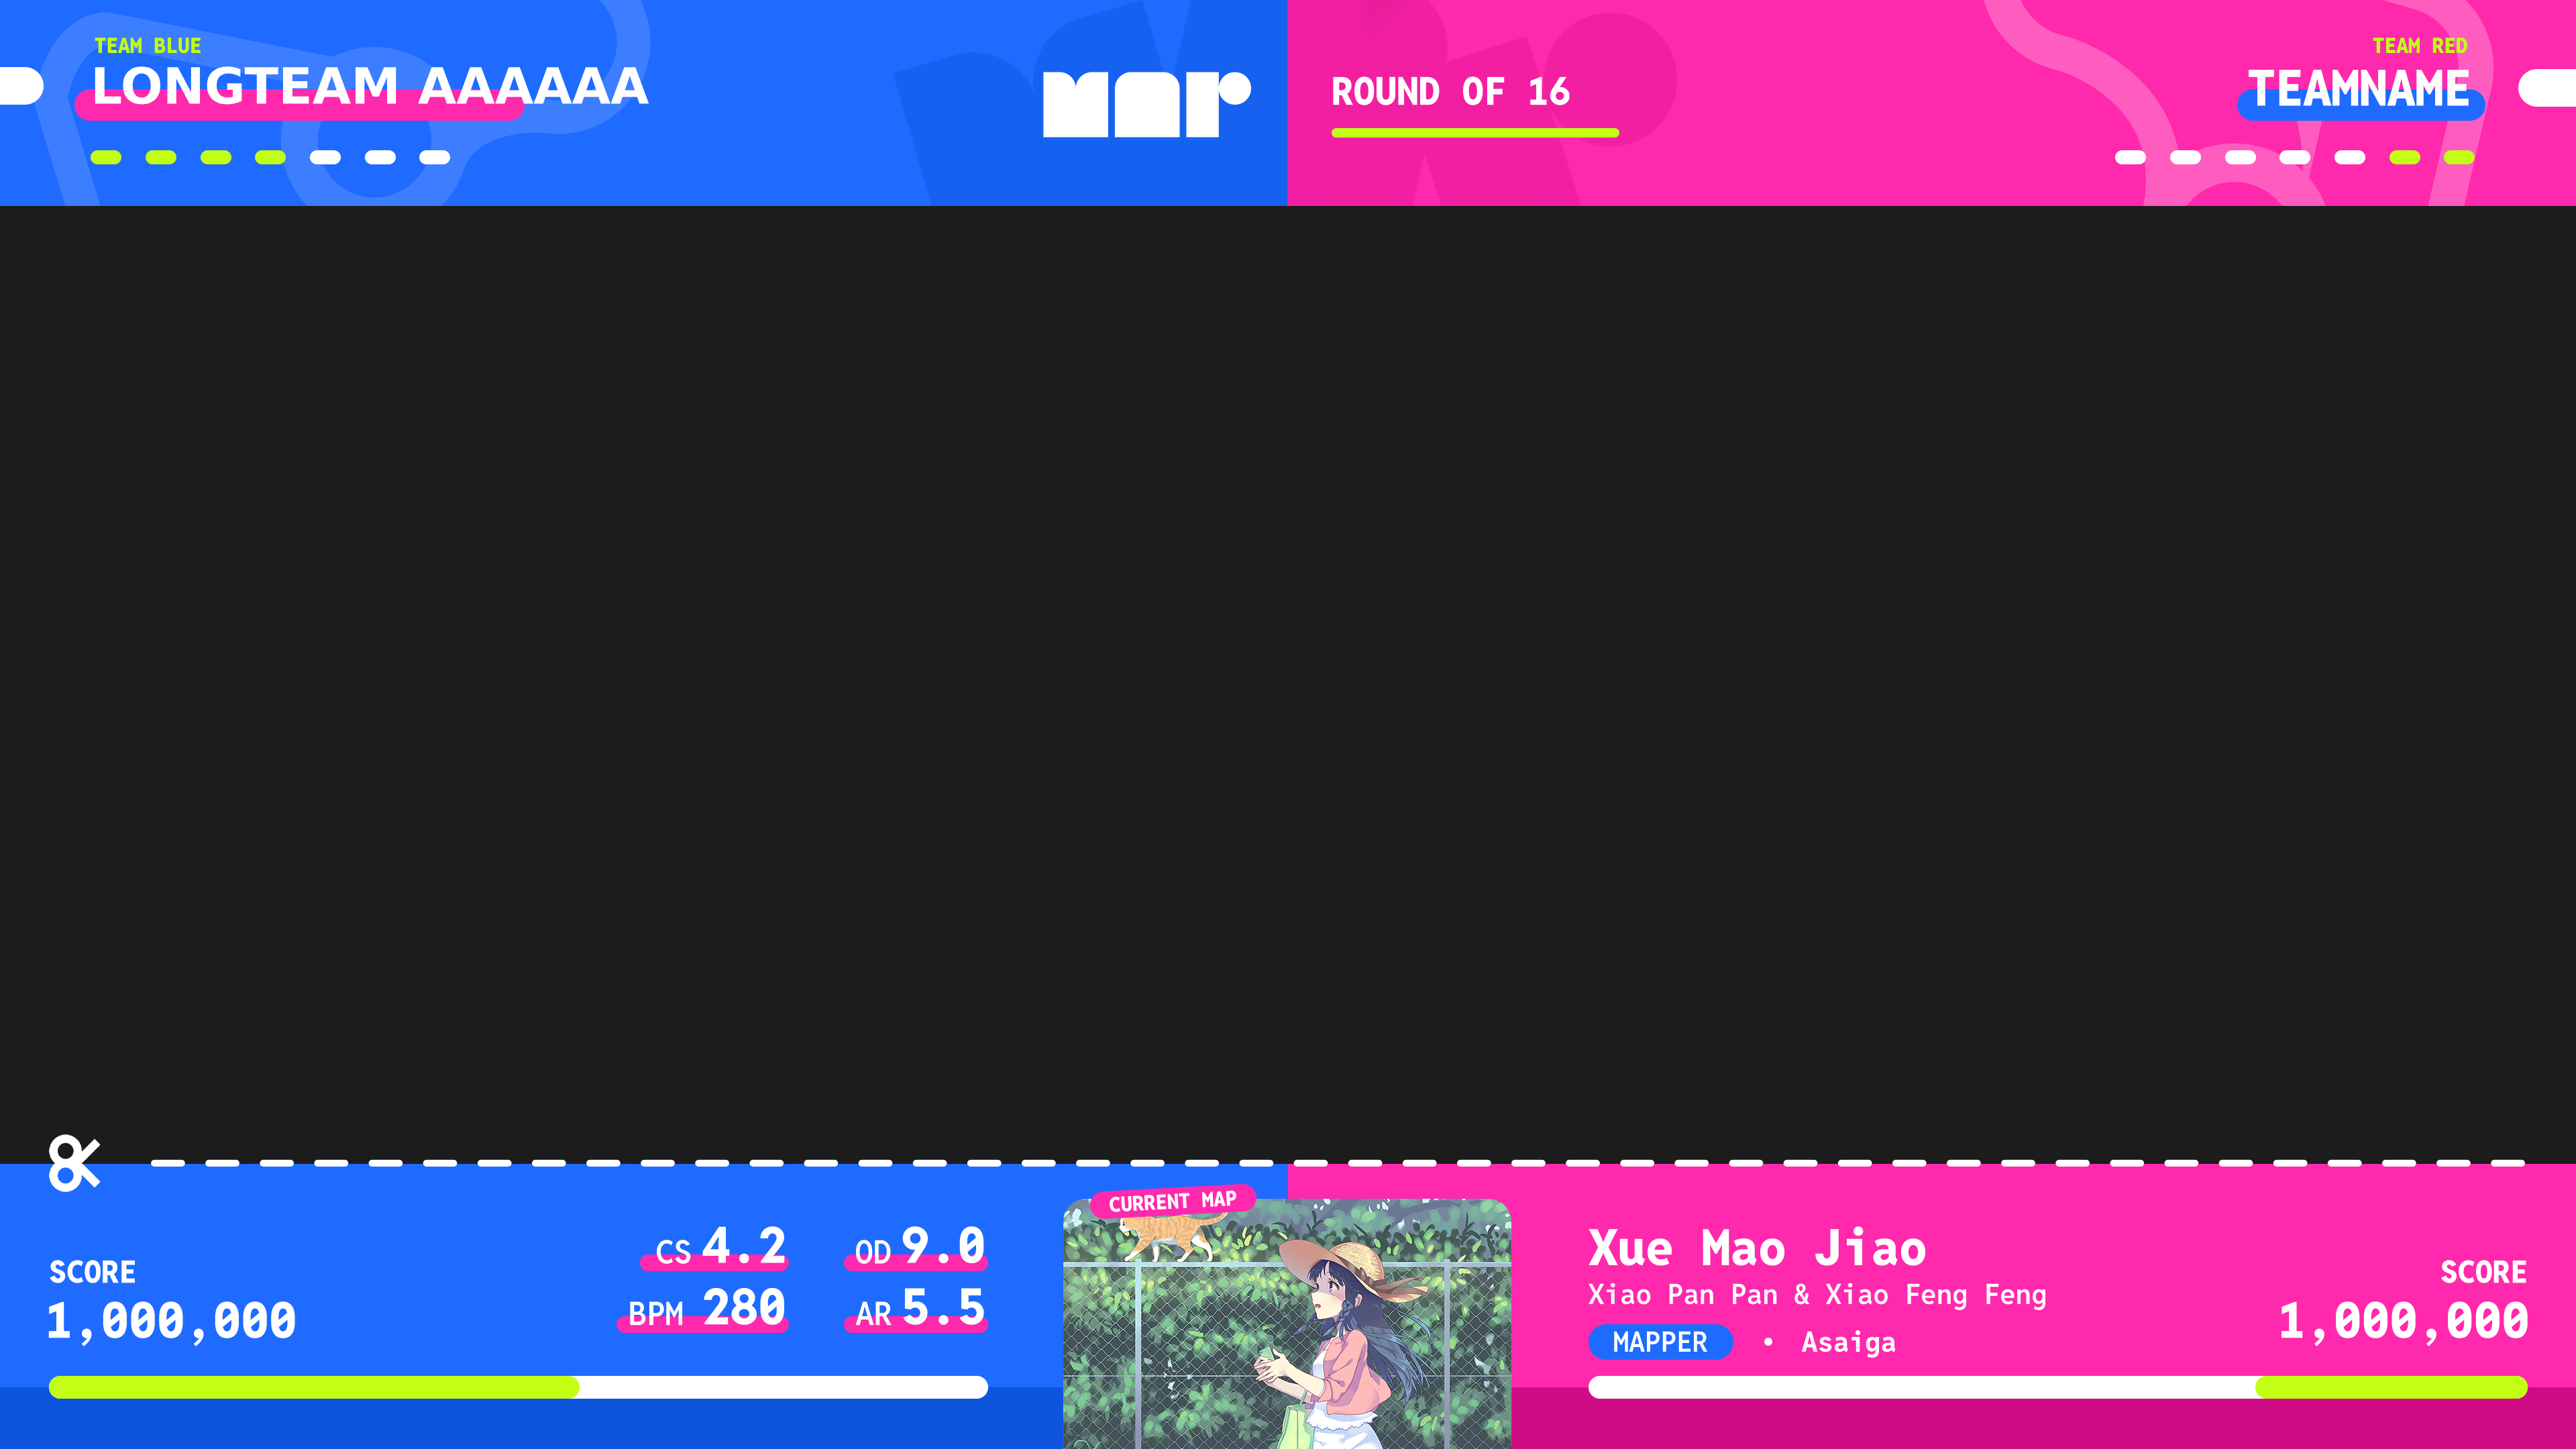 TEAM BLUE
LONGTEAM AAAAAA
mnr
ROUND OF 16
TEAM RED
TEAMNAME
SCORE
1,000,000
CS 4.2
OD 9.0
BPM 280
AR 5.5
CURRENT MAP
Xue Mao Jiao
Xiao Pan Pan & Xiao Feng Feng
MAPPER • Asaiga
SCORE
1,000,000